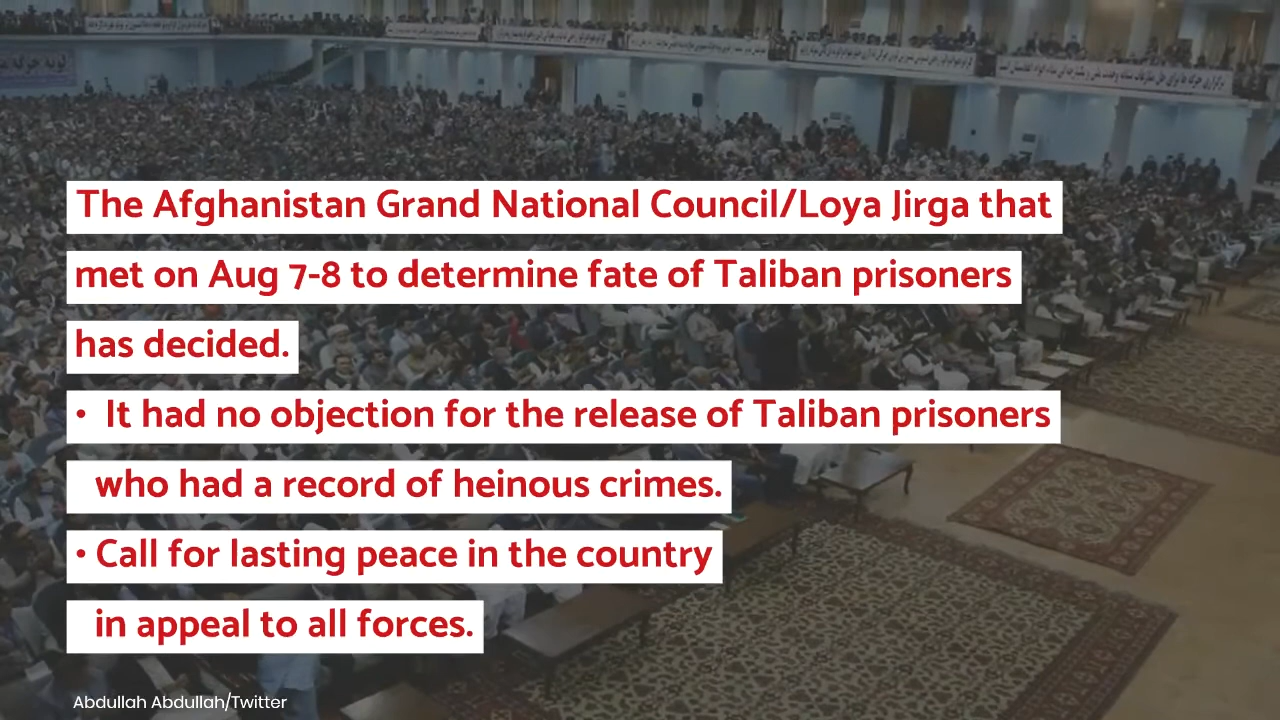 لویه جرگه
The Afghanistan Grand National Council/Loya Jirga that
met on Aug 7-8 to determine fate of Taliban prisoners
has decided.
• It had no objection for the release of Taliban prisoners
who had a record of heinous crimes.
• Call for lasting peace in the country
in appeal to all forces.
Abdullah Abdullah/Twitter